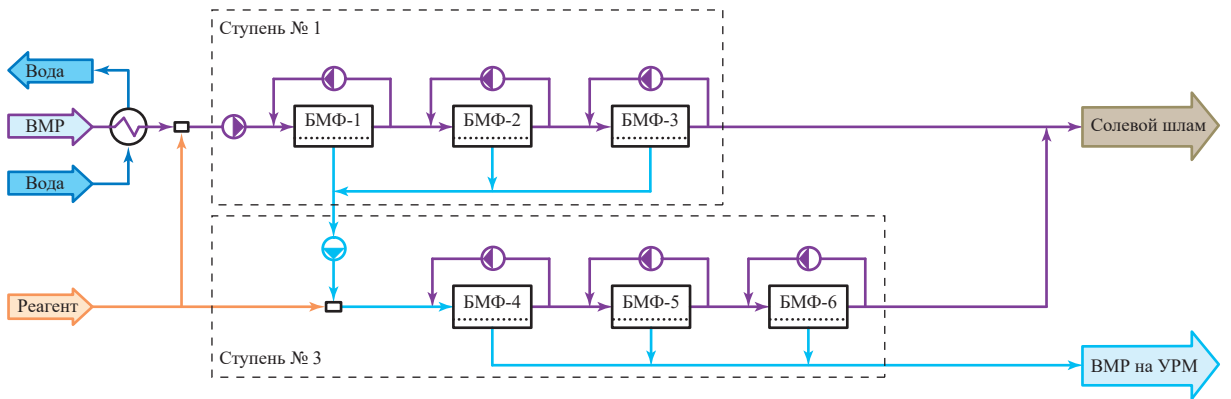 Ступень № 1
Вода
ВМР
Вода
БМФ-1
БМФ-2
БМФ-3
Солевой шлам
Реагент
БМФ-4
БМФ-5
БМФ-6
Ступень № 3
ВМР на УРМ